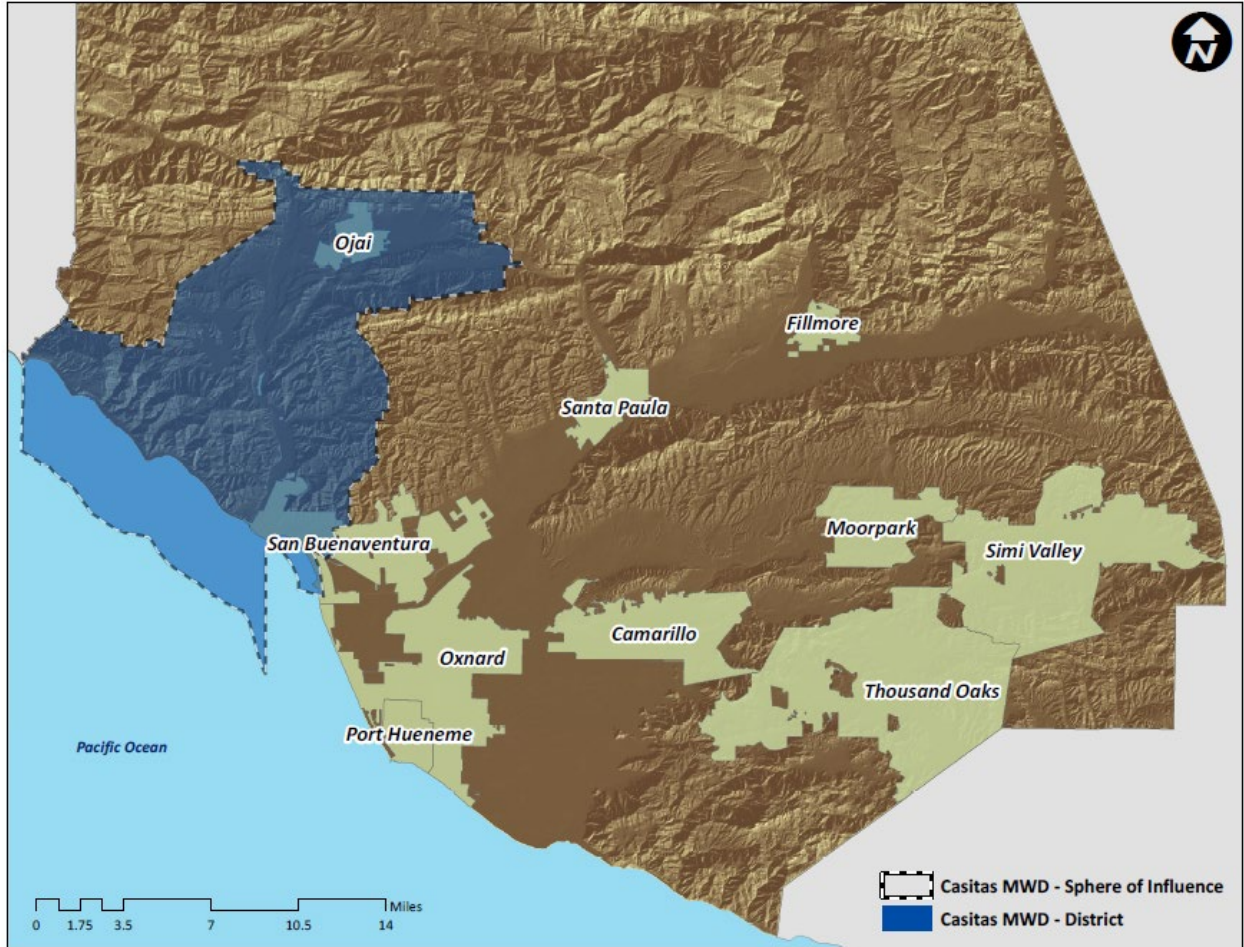 N
Ojai
Fillmore
Santa Paula
San Buenaventura
Moorpark
Simi Valley
Camarillo
Oxnard
Thousand Oaks
Port Hueneme
Pacific Ocean
Casitas MWD - Sphere of Influence
Casitas MWD - District
Miles
0 1.75 3.5 7 10.5 14